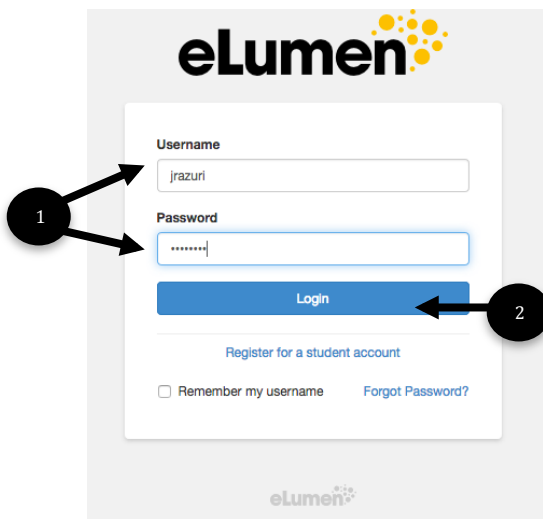 eLumen
Username
jrazuri
1
Password
••••••••
Login
2
Register for a student account
Remember my username Forgot Password?
eLumen